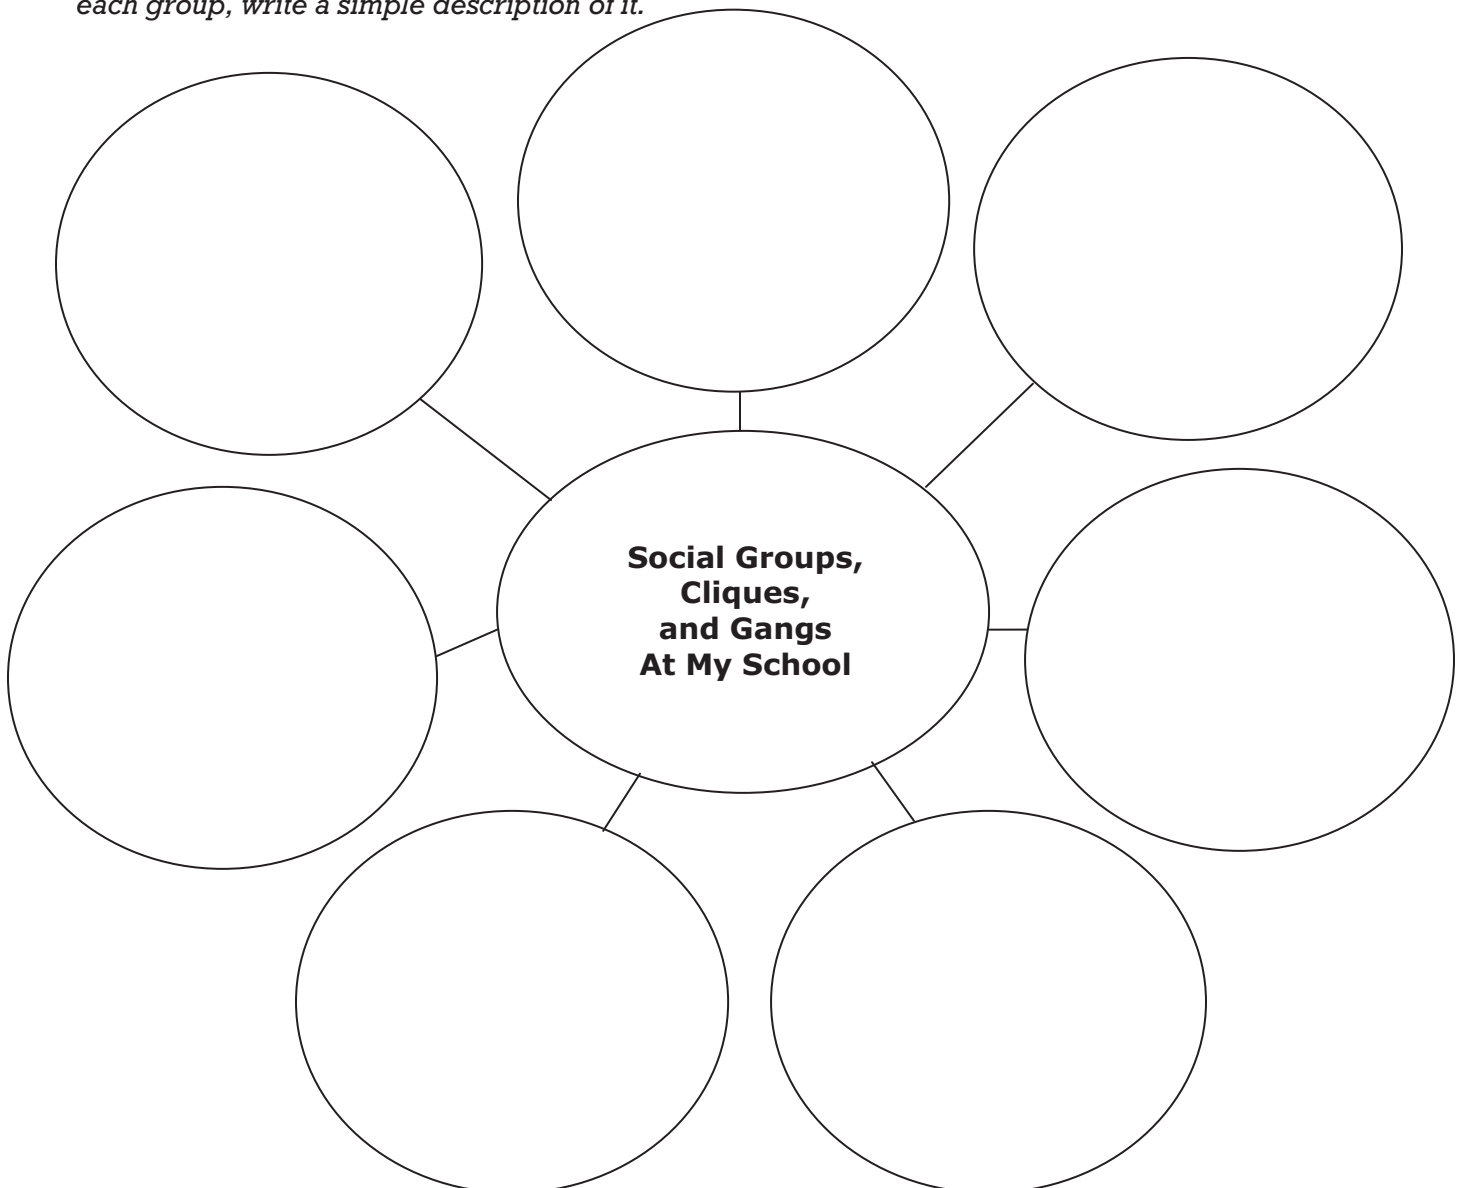 each group, write a simple description of it.
Social Groups,
Cliques,
and Gangs
At My School